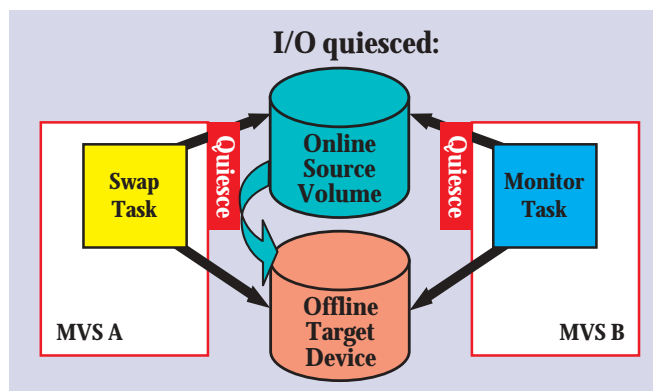 I/O quiesced:
Online
Source
Volume
Quiesce
Quiesce
Swap
Task
Monitor
Task
Offline
Target
Device
MVS A
MVS B